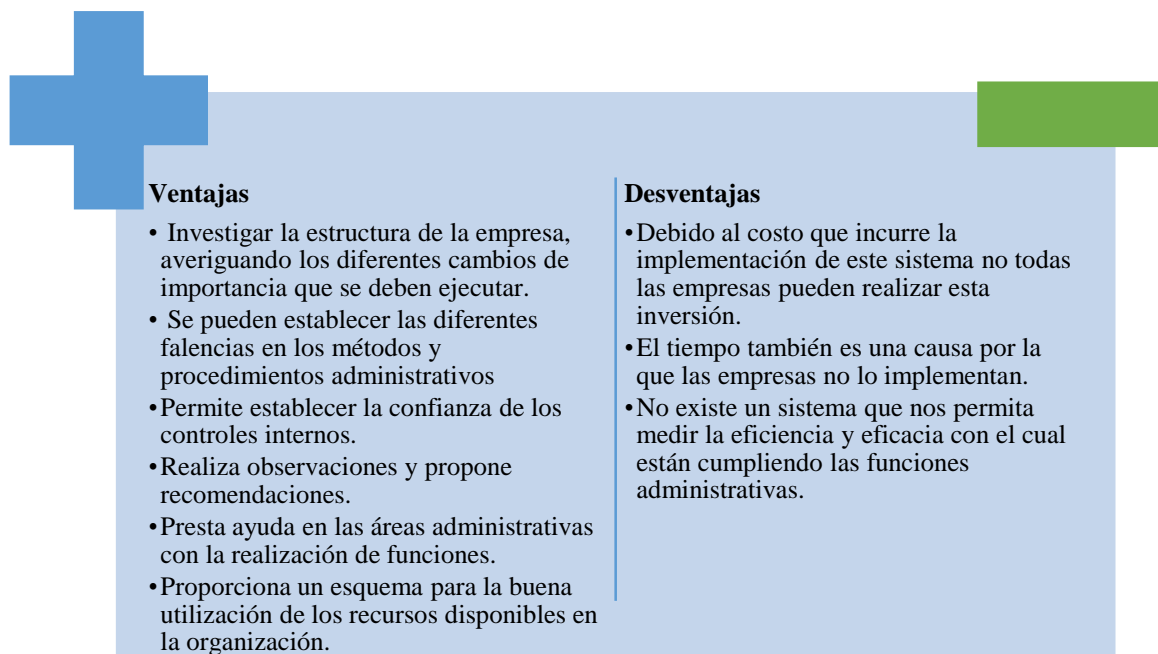 Ventajas
• Investigar la estructura de la empresa,
averiguando los diferentes cambios de
importancia que se deben ejecutar.
• Se pueden establecer las diferentes
falencias en los métodos y
procedimientos administrativos
•Permite establecer la confianza de los
controles internos.
•Realiza observaciones y propone
recomendaciones.
•Presta ayuda en las áreas administrativas
con la realización de funciones.
•Proporciona un esquema para la buena
utilización de los recursos disponibles en
la organización.
Desventajas
•Debido al costo que incurre la
implementación de este sistema no todas
las empresas pueden realizar esta
inversión.
•El tiempo también es una causa por la
que las empresas no lo implementan.
•No existe un sistema que nos permita
medir la eficiencia y eficacia con el cual
están cumpliendo las funciones
administrativas.